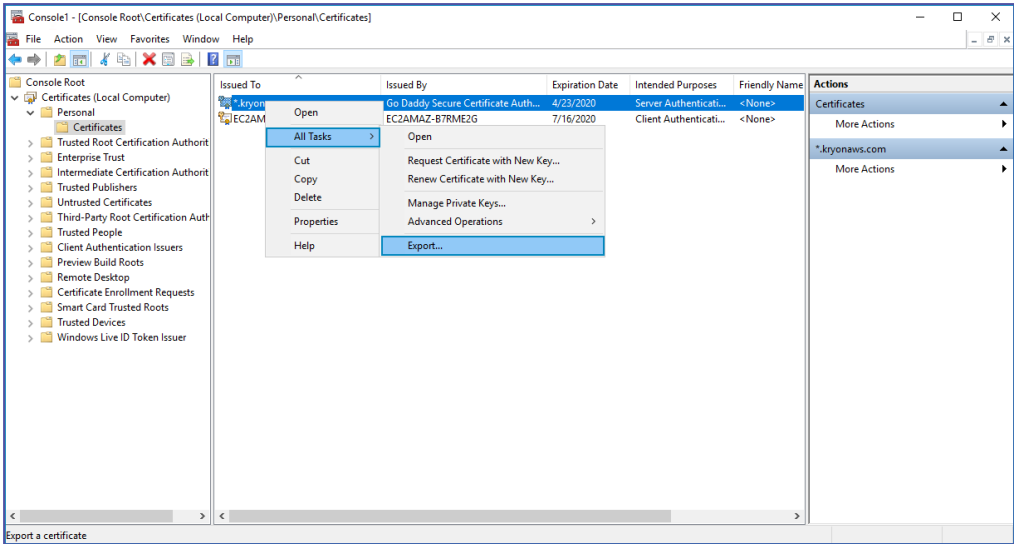 Console1 - [Console Root\Certificates (Local Computer)\Personal\Certificates]
File Action View Favorites Window Help
Console Root
Certificates (Local Computer)
Personal
Certificates
Trusted Root Certification Authorit
Enterprise Trust
Intermediate Certification Authorit
Trusted Publishers
Untrusted Certificates
Third-Party Root Certification Auth
Trusted People
Client Authentication Issuers
Preview Build Roots
Remote Desktop
Certificate Enrollment Requests
Smart Card Trusted Roots
Trusted Devices
Windows Live ID Token Issuer
Issued To Issued By Expiration Date Intended Purposes Friendly Name
*.kryon Go Daddy Secure Certificate Auth... 4/23/2020 Server Authenticati... <None>
EC2AM EC2AMAZ-B7RME2G 7/16/2020 Client Authenticati... <None>
Open
All Tasks
Cut
Copy
Delete
Properties
Help
Open
Request Certificate with New Key...
Renew Certificate with New Key...
Manage Private Keys...
Advanced Operations
Export...
Actions
Certificates
More Actions
*.kryonaws.com
More Actions
Export a certificate